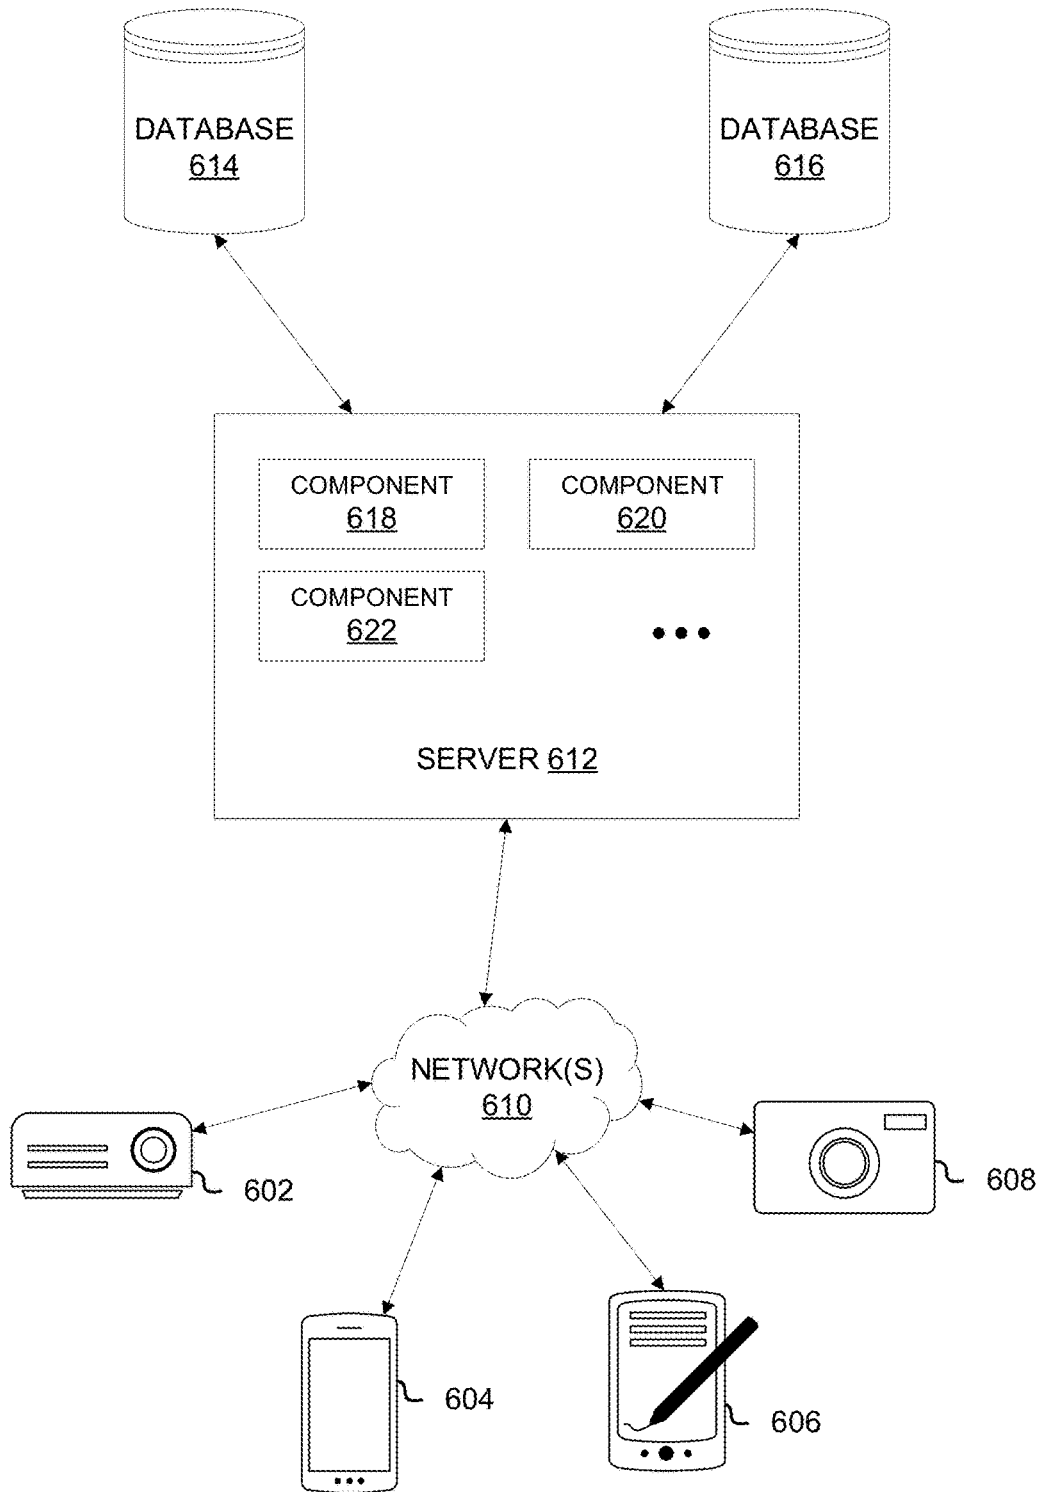 DATABASE
614
DATABASE
616
COMPONENT
618
COMPONENT
620
COMPONENT
622
SERVER 612
NETWORK(S)
610
602
608
604
606